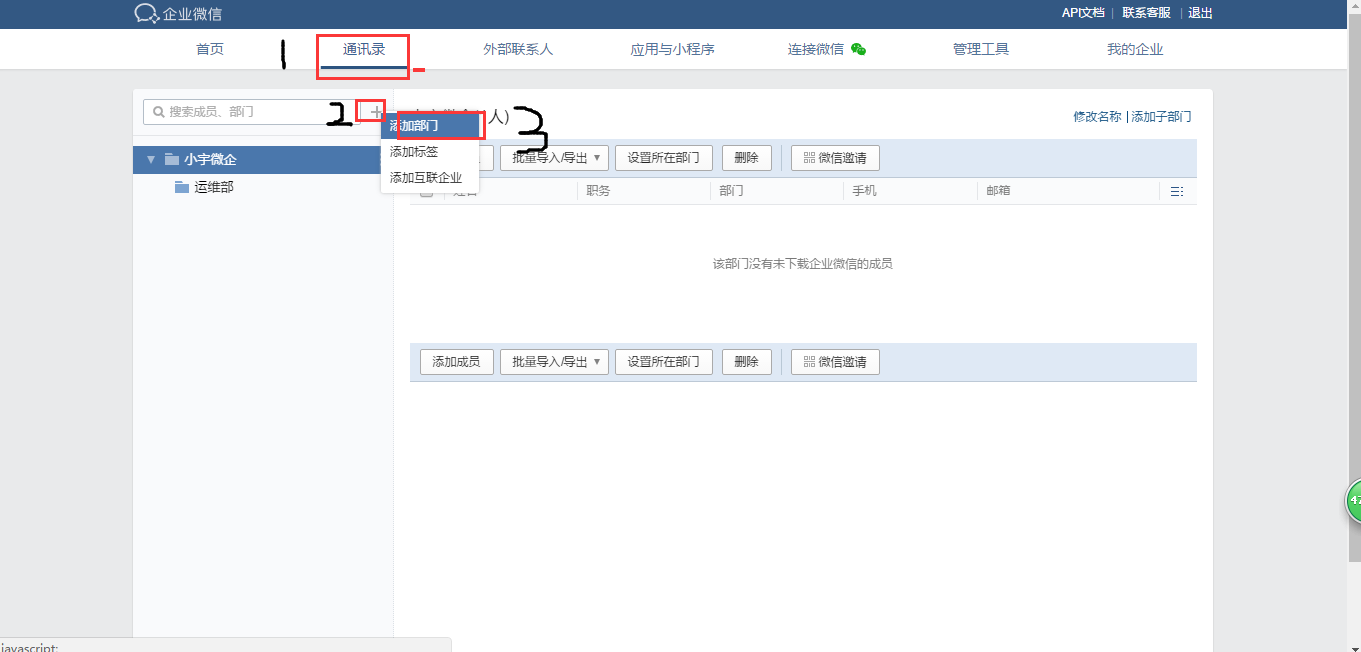 企业微信
API文档 | 联系客服 | 退出
首页 1 通讯录 外部联系人 应用与小程序 连接微信 管理工具 我的企业
搜索成员、部门 2 + 人) 3 修改名称 | 添加子部门
添加部门
添加标签
添加互联企业
批量导入/导出 ▼ 设置所在部门 删除 微信邀请
▼ 小宇微企
运维部
职务 部门 手机 邮箱
该部门没有未下载企业微信的成员
添加成员 批量导入/导出 ▼ 设置所在部门 删除 微信邀请
47
javascript: